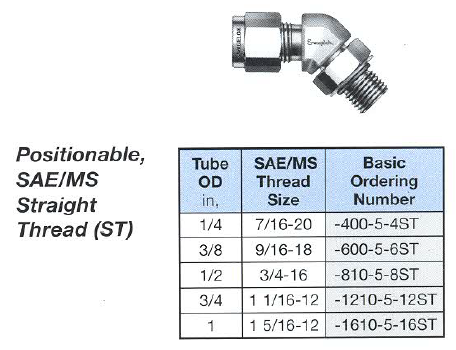 Positionable,
SAE/MS
Straight
Thread (ST)
Tube OD in, | SAE/MS Thread Size | Basic Ordering Number
1/4 | 7/16-20 | -400-5-4ST
3/8 | 9/16-18 | -600-5-6ST
1/2 | 3/4-16 | -810-5-8ST
3/4 | 1 1/16-12 | -1210-5-12ST
1 | 1 5/16-12 | -1610-5-16ST